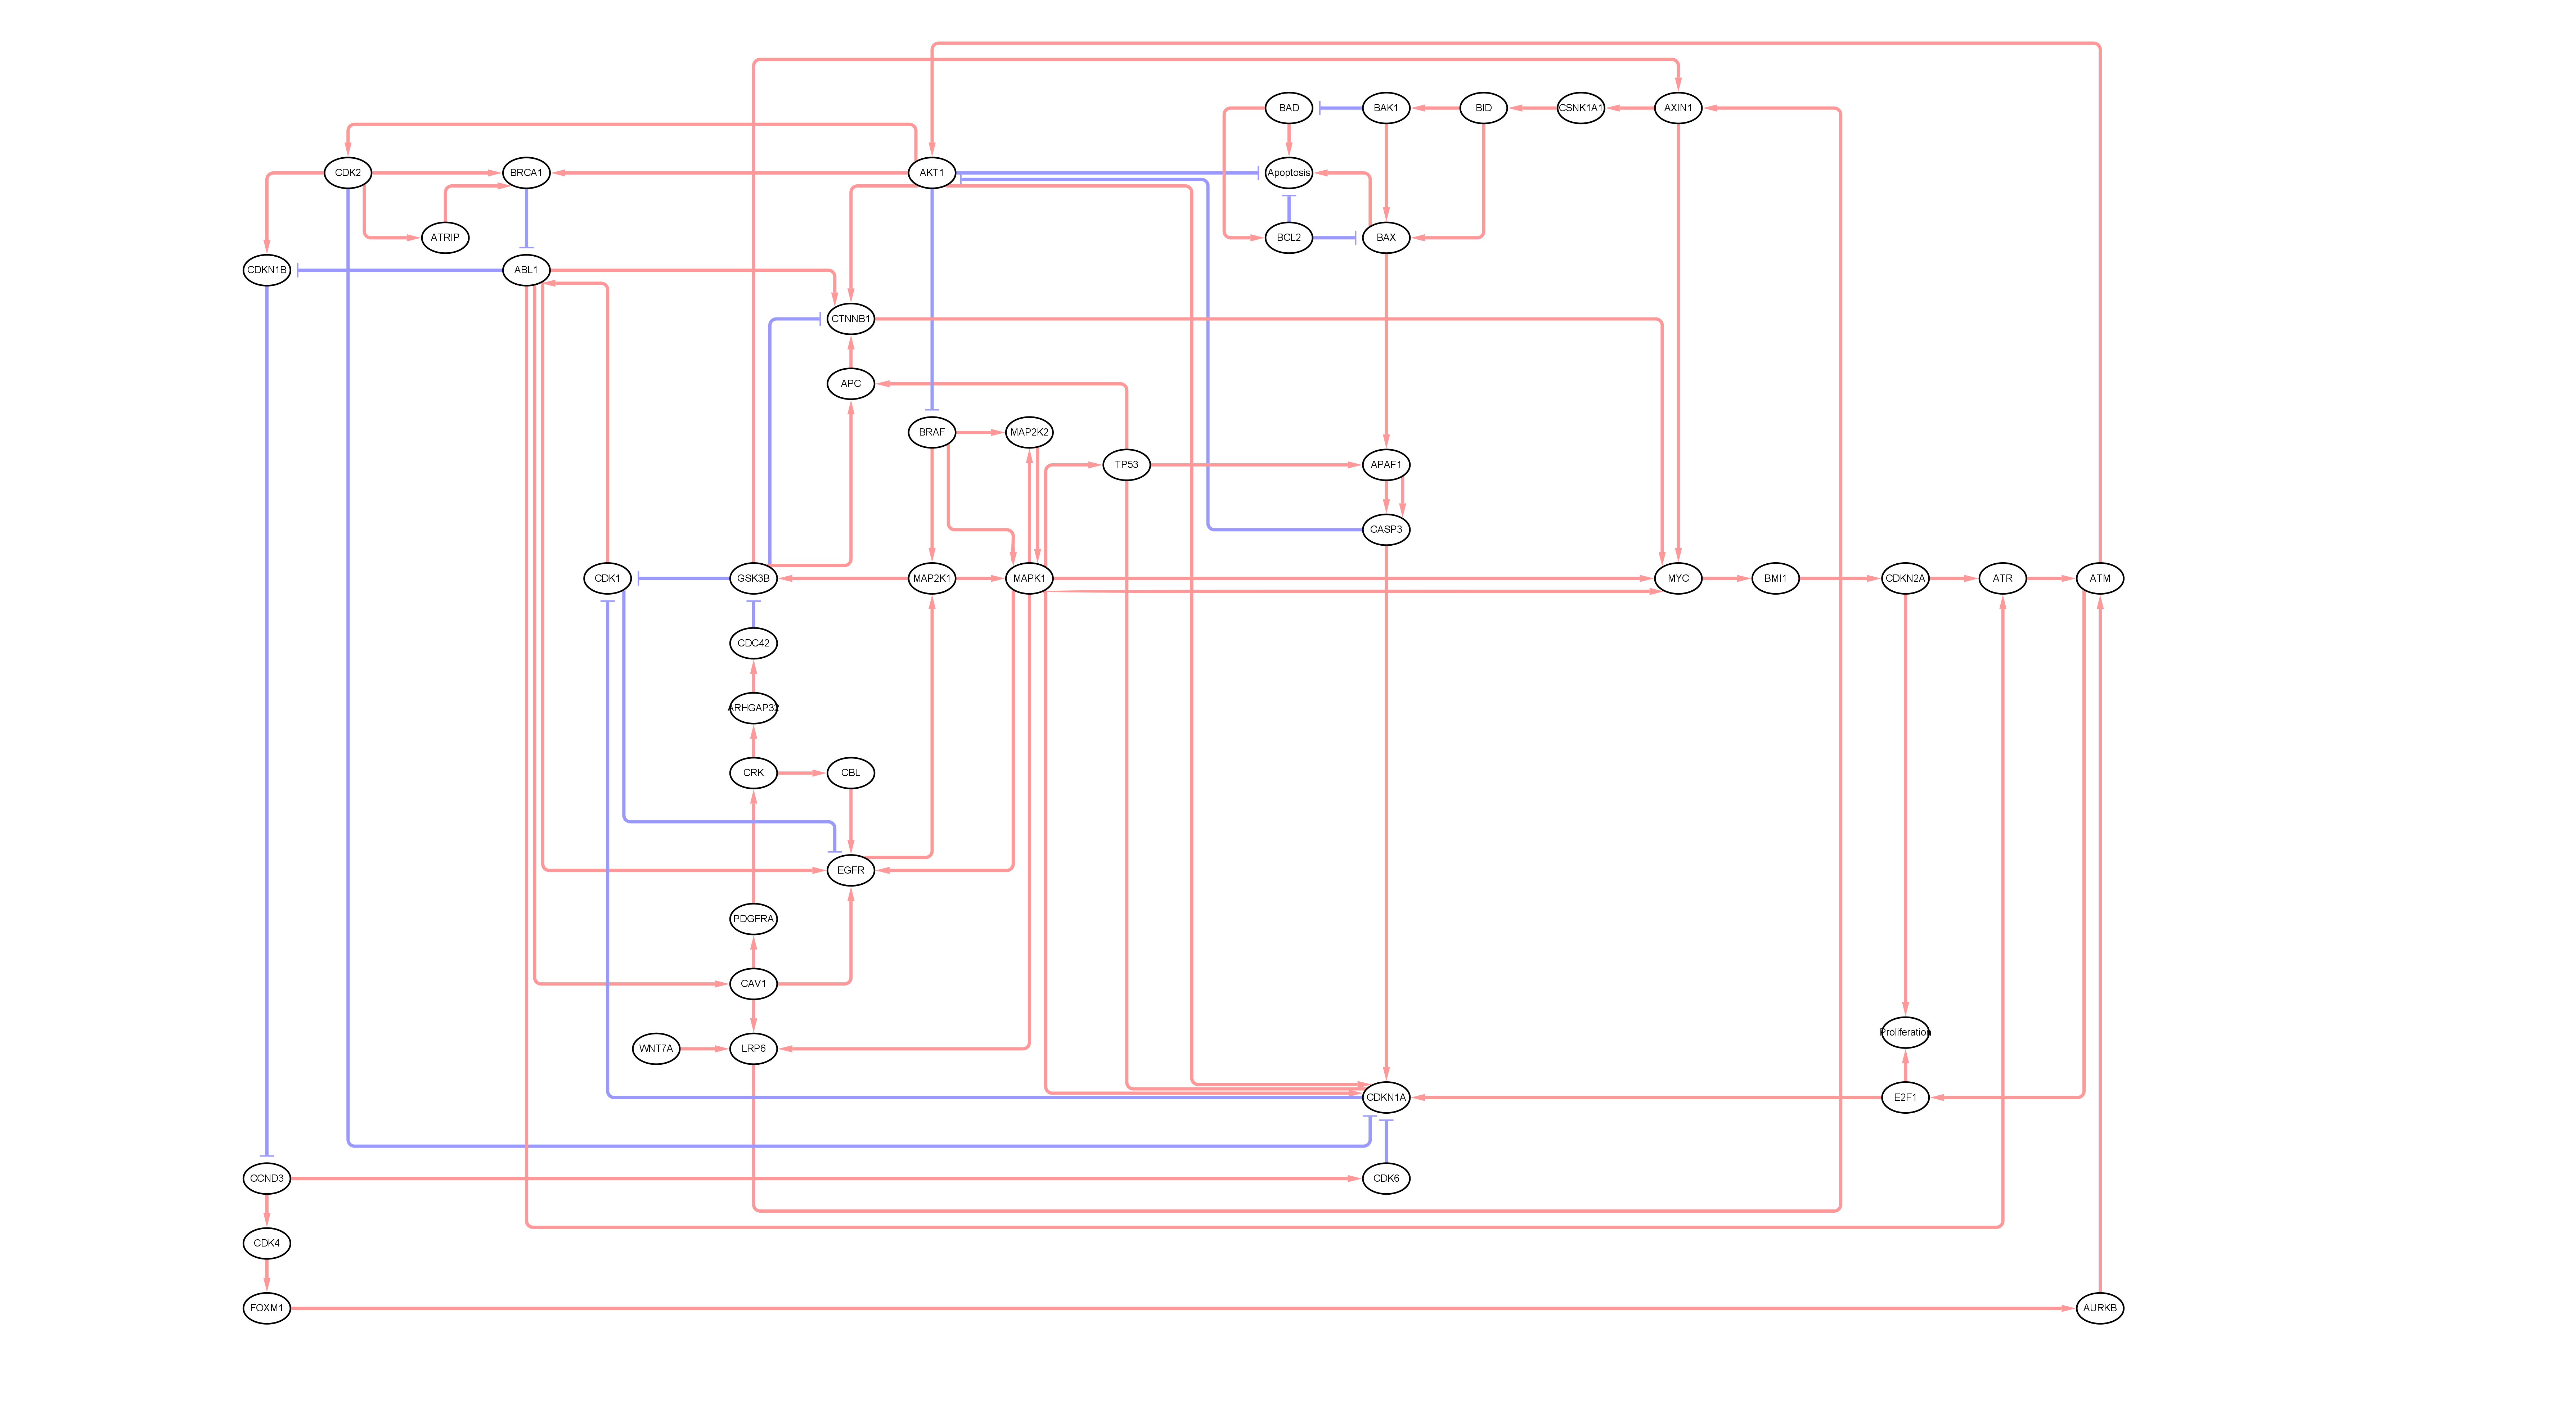 BAD
BAK1
BID
CSNK1A1
AXIN1
CDK2
BRCA1
AKT1
Apoptosis
ATRIP
BCL2
BAX
CDKN1B
ABL1
CTNNB1
APC
BRAF
MAP2K2
TP53
APAF1
CASP3
CDK1
GSK3B
MAP2K1
MAPK1
MYC
BMI1
CDKN2A
ATR
ATM
CDC42
ARHGAP32
CRK
CBL
EGFR
PDGFRA
CAV1
Proliferation
WNT7A
LRP6
CDKN1A
E2F1
CCND3
CDK6
CDK4
FOXM1
AURKB